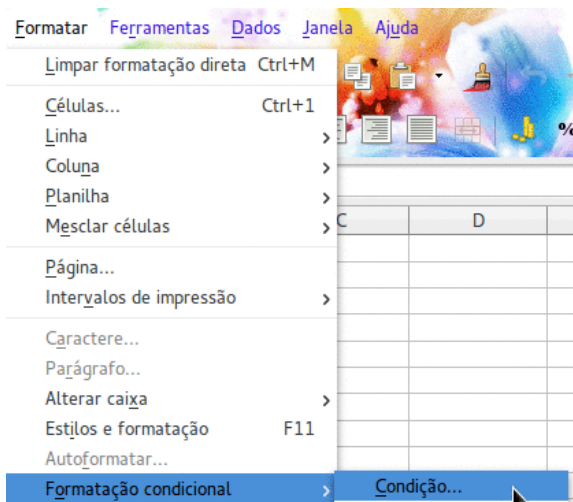 Formatar Ferramentas Dados Janela Ajuda
Limpar formatação direta Ctrl+M
Células... Ctrl+1
Linha
Coluna
Planilha
Mesclar células
%
C D
Página...
Intervalos de impressão
Caractere...
Parágrafo...
Alterar caixa
Estilos e formatação F11
Autoformatar...
Formatação condicional
Condição...